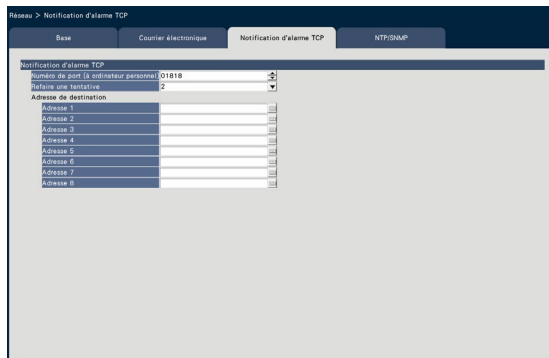 Réseau > Notification d'alarme TCP
Base Courrier électronique Notification d'alarme TCP NTP/SNMP
Notification d'alarme TCP
Numéro de port (à ordinateur personnel) 01818
Refaire une tentative 2
Adresse de destination
Adresse 1
Adresse 2
Adresse 3
Adresse 4
Adresse 5
Adresse 6
Adresse 7
Adresse 8